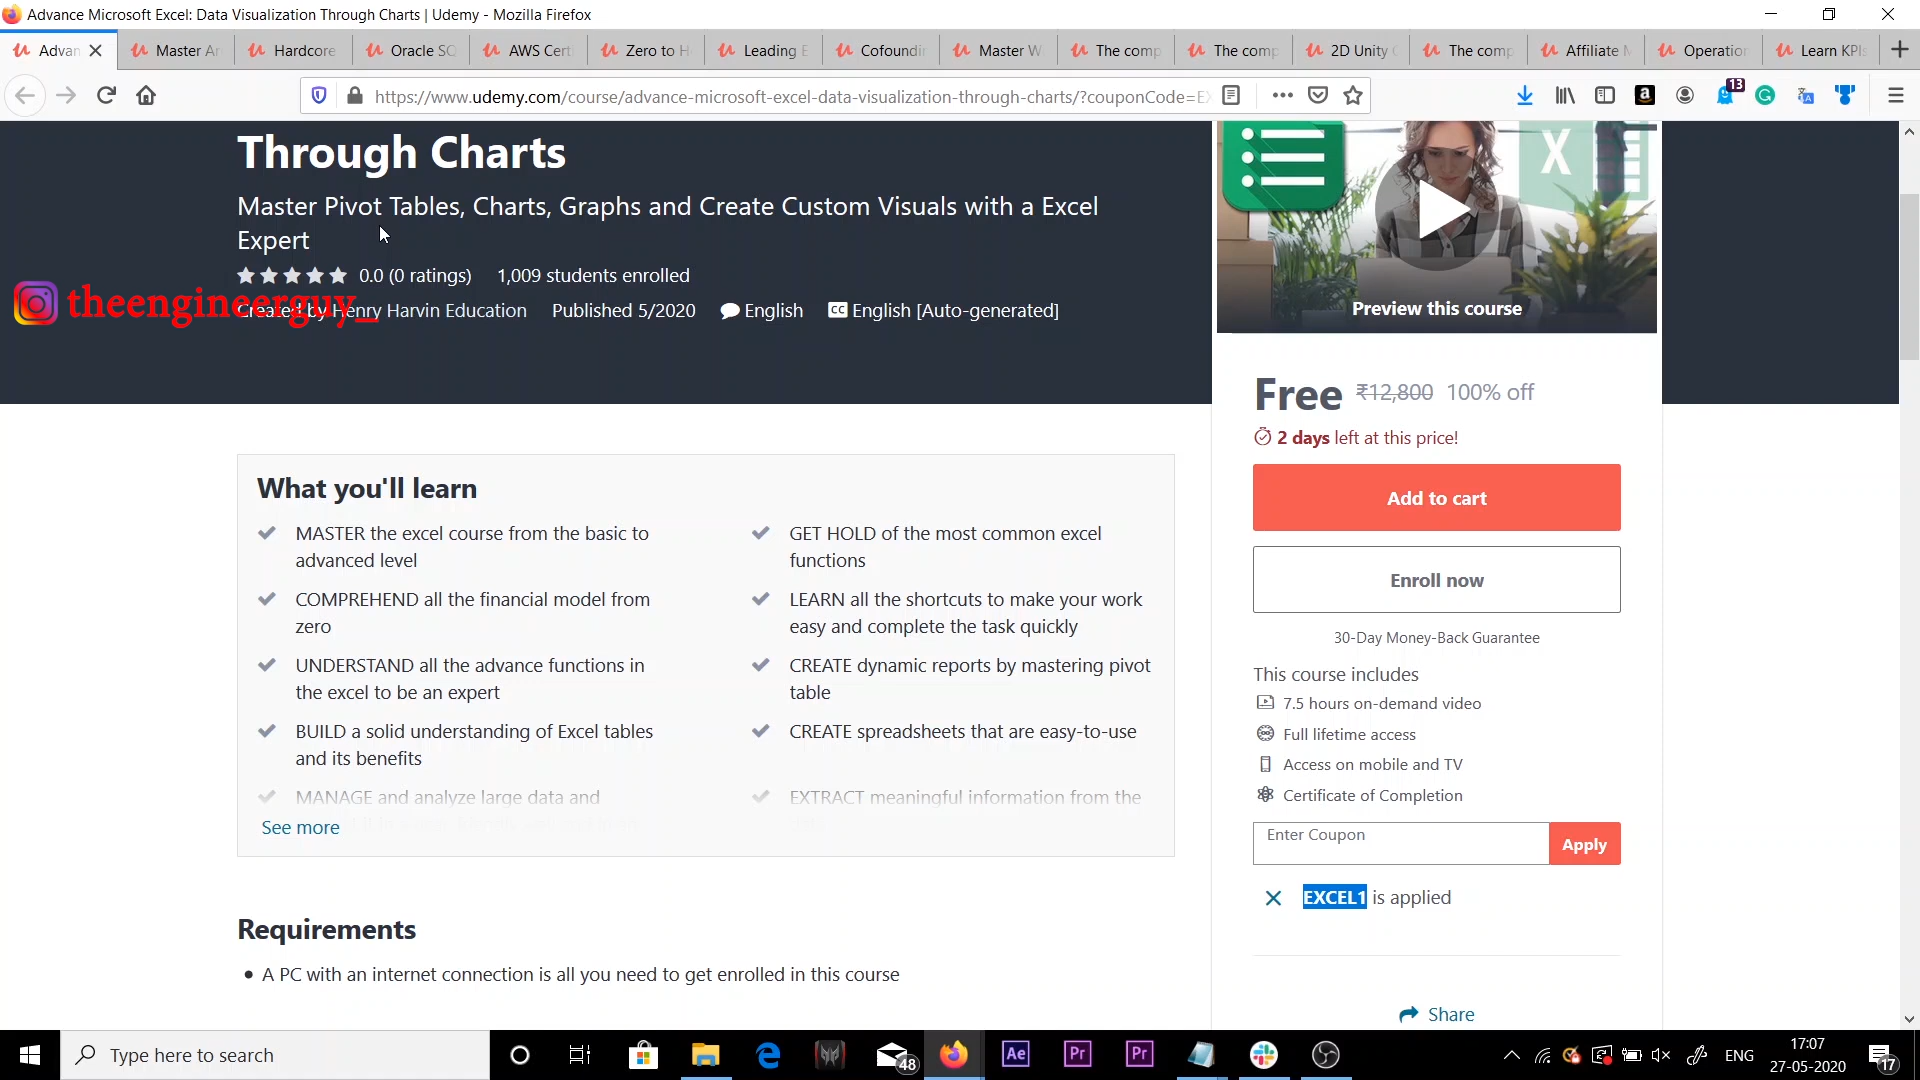 Advance Microsoft Excel: Data Visualization Through Charts | Udemy - Mozilla Firefox
Advan
Master Ar
Hardcore
Oracle SQ
AWS Cert
Zero to H
Leading E
Cofoundin
Master W
The comp
The comp
2D Unity
The comp
Affiliate M
Operation
Learn KPIs
https://www.udemy.com/course/advance-microsoft-excel-data-visualization-through-charts/?couponCode=EX
13
Through Charts
Master Pivot Tables, Charts, Graphs and Create Custom Visuals with a Excel
Expert
0.0 (0 ratings) 1,009 students enrolled
theengineerguy_
Created by Henry Harvin Education Published 5/2020 English CC English [Auto-generated]
Preview this course
Free ₹12,800 100% off
2 days left at this price!
Add to cart
Enroll now
30-Day Money-Back Guarantee
This course includes
7.5 hours on-demand video
Full lifetime access
Access on mobile and TV
Certificate of Completion
Enter Coupon
Apply
EXCEL1 is applied
Share
What you'll learn
MASTER the excel course from the basic to
advanced level
COMPREHEND all the financial model from
zero
UNDERSTAND all the advance functions in
the excel to be an expert
BUILD a solid understanding of Excel tables
and its benefits
MANAGE and analyze large data and
GET HOLD of the most common excel
functions
LEARN all the shortcuts to make your work
easy and complete the task quickly
CREATE dynamic reports by mastering pivot
table
CREATE spreadsheets that are easy-to-use
EXTRACT meaningful information from the
See more
Requirements
A PC with an internet connection is all you need to get enrolled in this course
Type here to search
48
Ae
Pr
Pr
ENG
17:07
27-05-2020
17